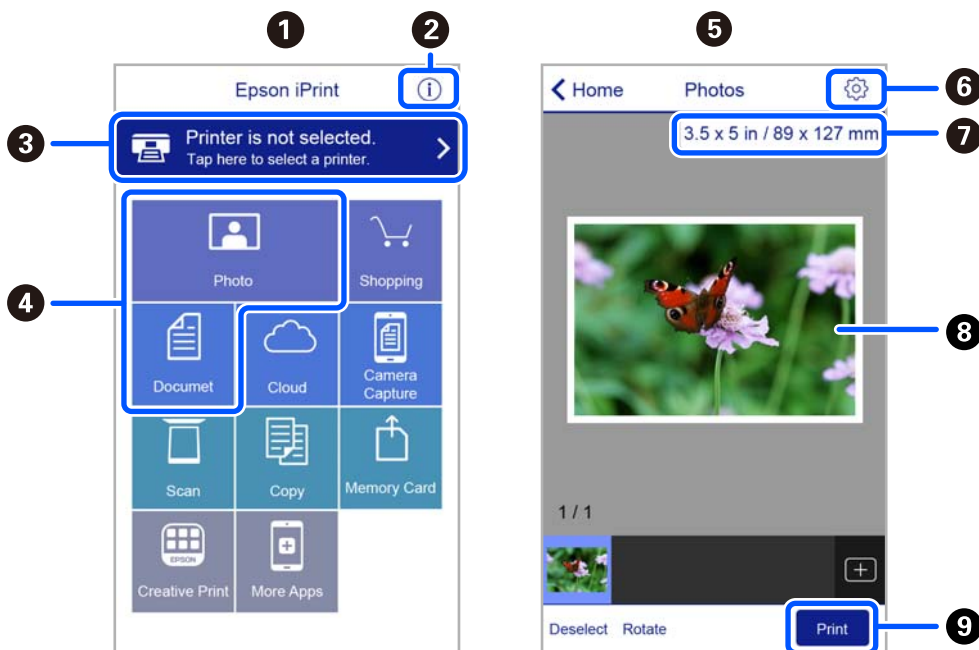 1
2
5
Epson iPrint
Home
Photos
6
3
Printer is not selected.
Tap here to select a printer.
3.5 x 5 in / 89 x 127 mm
7
4
Photo
Shopping
8
Documet
Cloud
Camera
Capture
Scan
Copy
Memory Card
1 / 1
EPSON
Creative Print
More Apps
Deselect
Rotate
Print
9